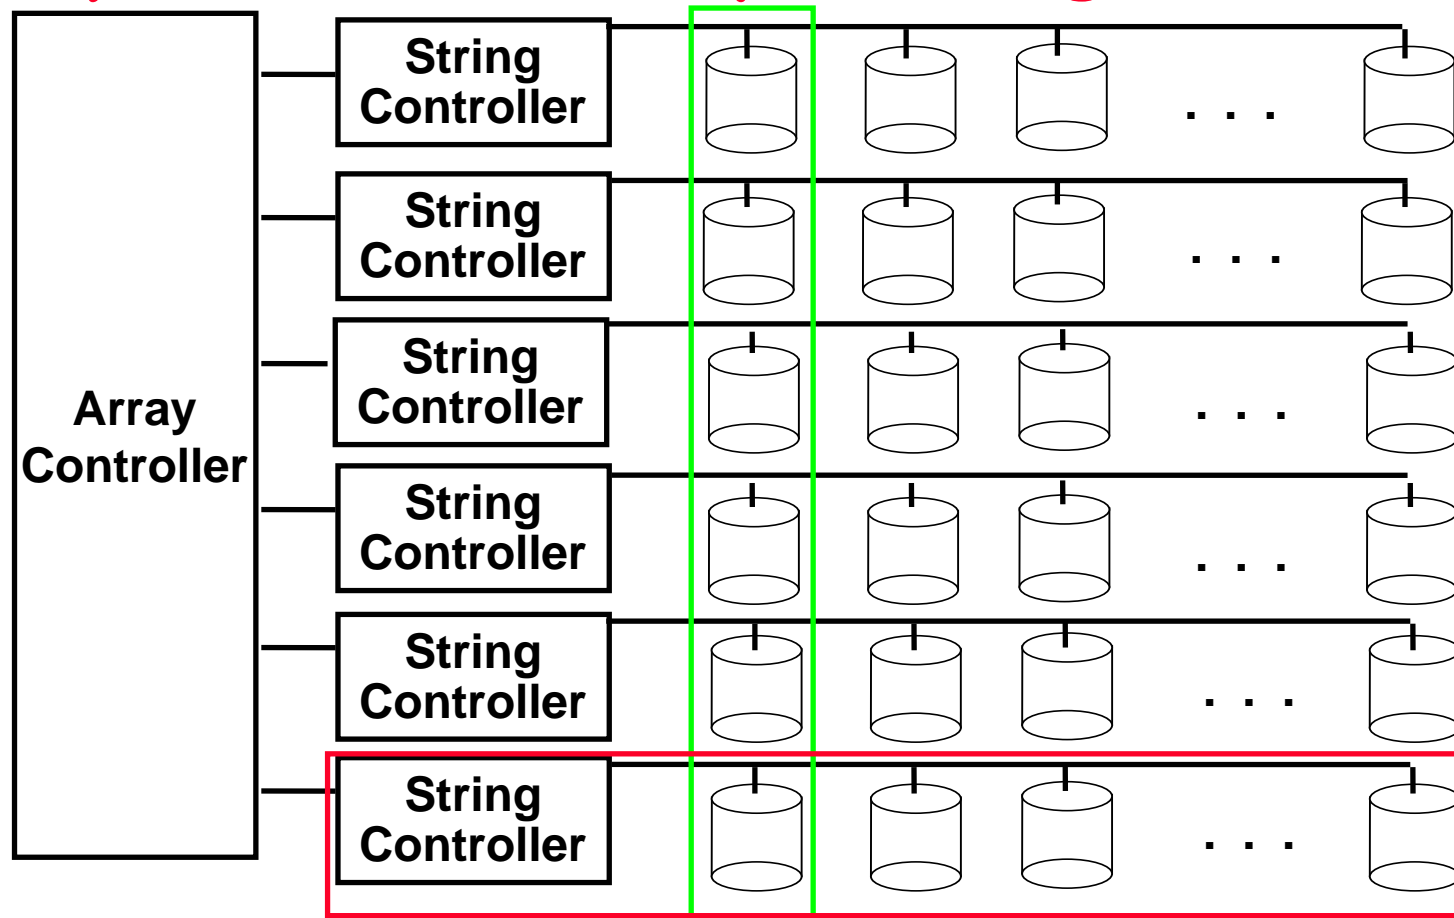 String
Controller
. . .
String
Controller
. . .
String
Controller
. . .
Array
Controller
String
Controller
. . .
String
Controller
. . .
String
Controller
. . .